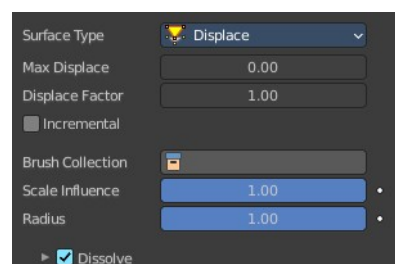 Surface Type Displace
Max Displace 0.00
Displace Factor 1.00
Incremental
Brush Collection
Scale Influence 1.00
Radius 1.00
Dissolve